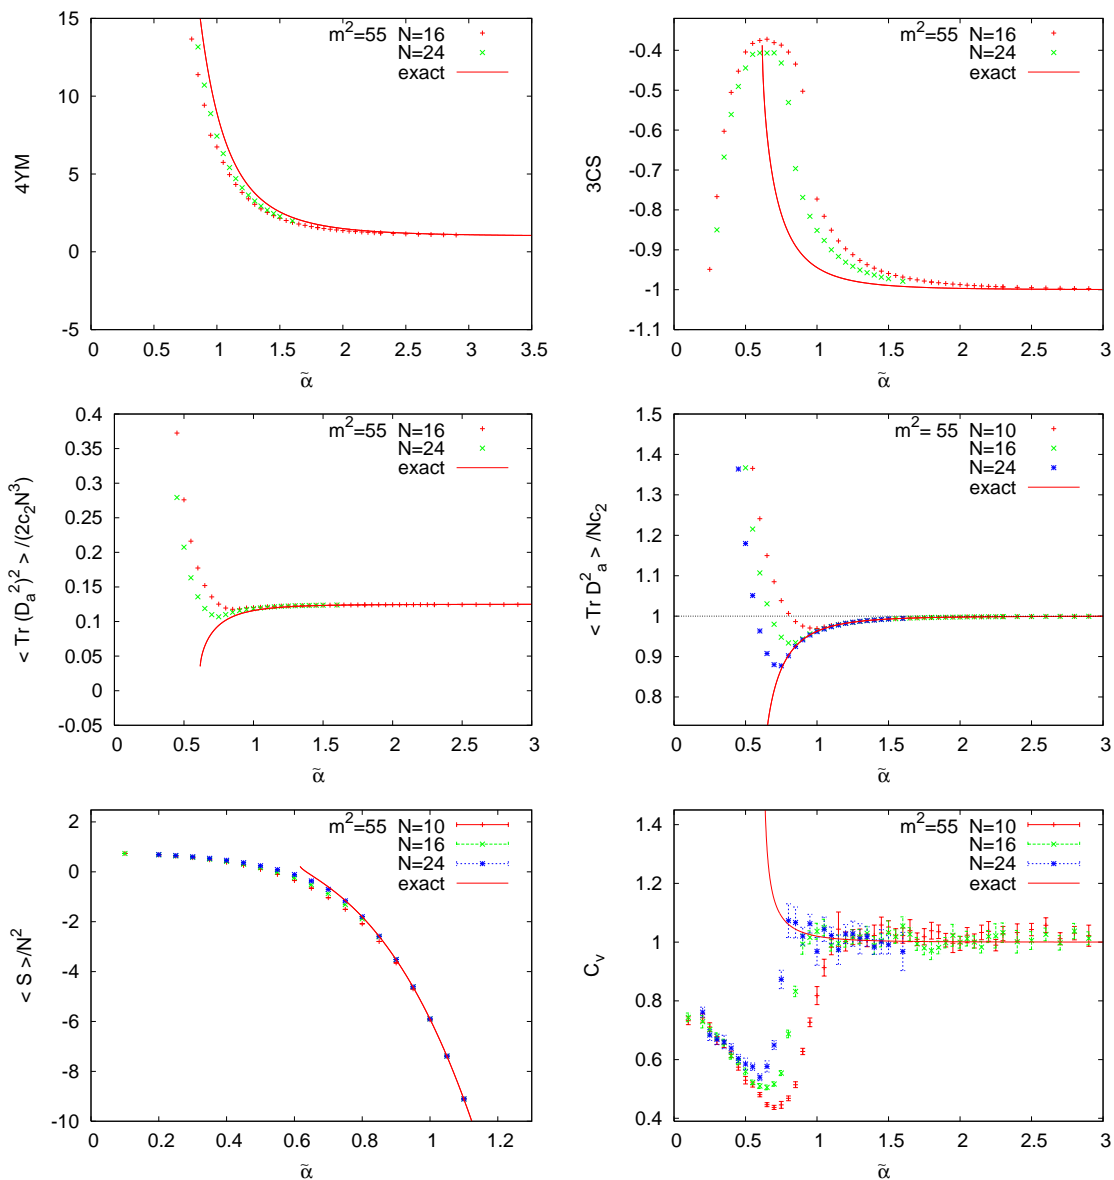 4YM
15
10
5
0
-5
0 0.5 1 1.5 2 2.5 3 3.5
α̃
m²=55 N=16
N=24
exact
3CS
-0.4
-0.5
-0.6
-0.7
-0.8
-0.9
-1
-1.1
0 0.5 1 1.5 2 2.5 3
α̃
m²=55 N=16
N=24
exact
< Tr (Dₐ²)² > /(2c₂N³)
0.4
0.35
0.3
0.25
0.2
0.15
0.1
0.05
0
-0.05
0 0.5 1 1.5 2 2.5 3
α̃
m²=55 N=16
N=24
exact
< Tr D²ₐ > /Nc₂
1.5
1.4
1.3
1.2
1.1
1
0.9
0.8
0 0.5 1 1.5 2 2.5 3
α̃
m²= 55 N=10
N=16
N=24
exact
< S >/N²
2
0
-2
-4
-6
-8
-10
0 0.2 0.4 0.6 0.8 1 1.2
α̃
m²=55 N=10
N=16
N=24
exact
Cᵥ
1.4
1.2
1
0.8
0.6
0.4
0 0.5 1 1.5 2 2.5 3
α̃
m²=55 N=10
N=16
N=24
exact